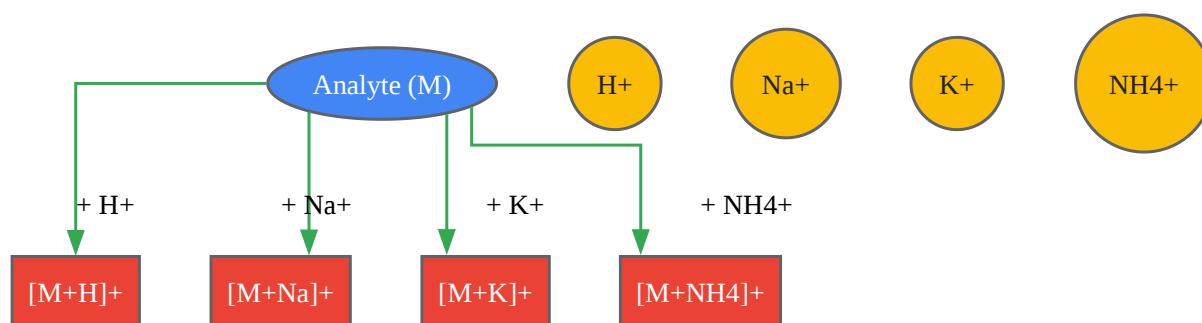 Analyte (M)
H+
Na+
K+
NH4+
+ H+
+ Na+
+ K+
+ NH4+
[M+H]+
[M+Na]+
[M+K]+
[M+NH4]+